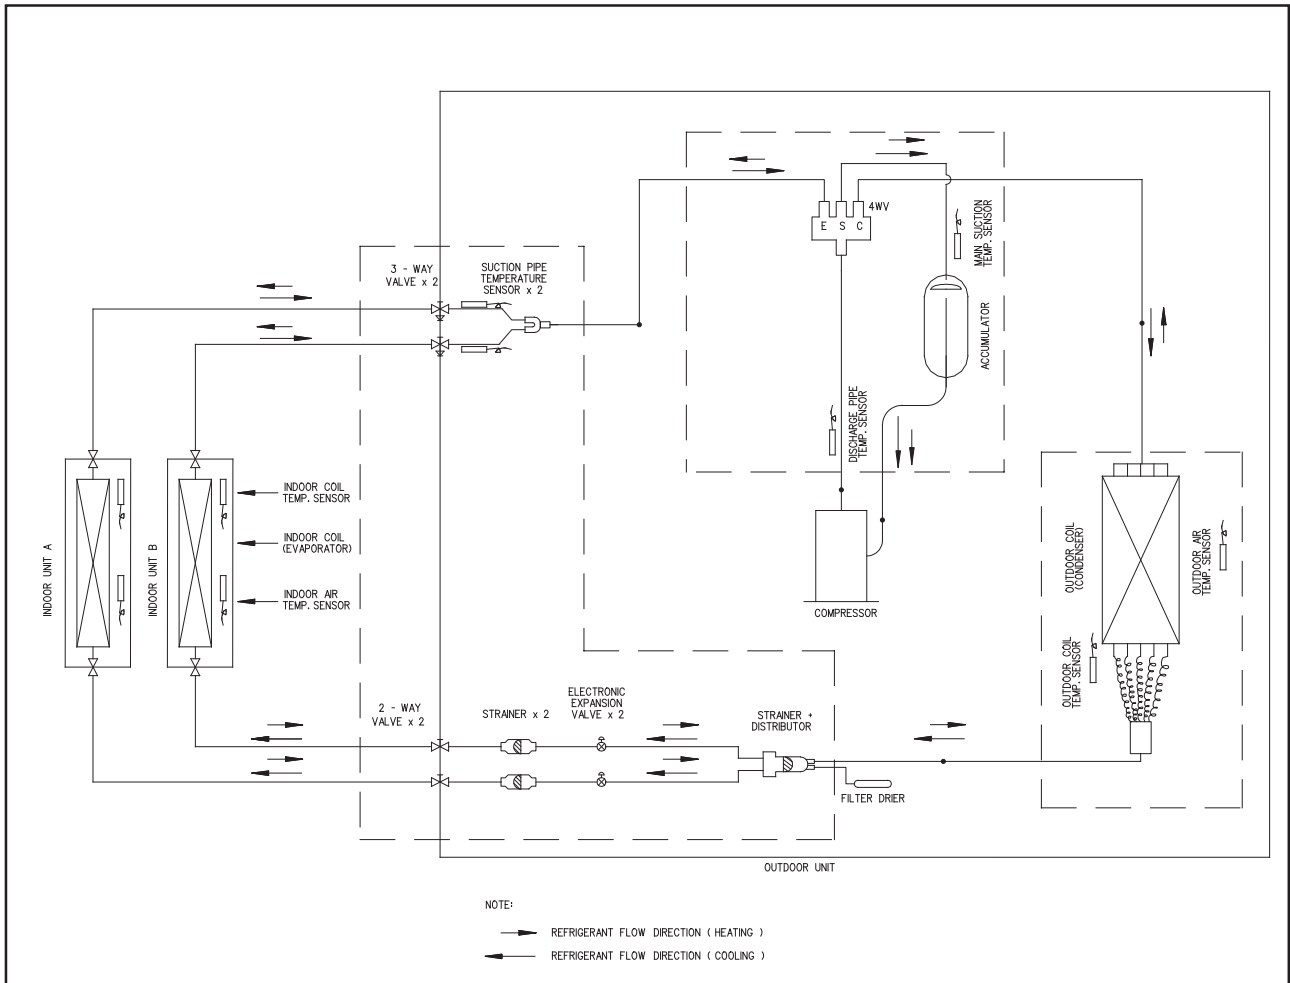 4WV
E S C
MAIN SUCTION
TEMP. SENSOR
3 - WAY
VALVE x 2
SUCTION PIPE
TEMPERATURE
SENSOR x 2
ACCUMULATOR
DISCHARGE PIPE
TEMP. SENSOR
INDOOR UNIT A
INDOOR UNIT B
INDOOR COIL
TEMP. SENSOR
INDOOR COIL
(EVAPORATOR)
INDOOR AIR
TEMP. SENSOR
COMPRESSOR
OUTDOOR COIL
(CONDENSER)
OUTDOOR AIR
TEMP. SENSOR
OUTDOOR COIL
TEMP. SENSOR
2 - WAY
VALVE x 2
STRAINER x 2
ELECTRONIC
EXPANSION
VALVE x 2
STRAINER +
DISTRIBUTOR
FILTER DRIER
OUTDOOR UNIT
NOTE:
REFRIGERANT FLOW DIRECTION ( HEATING )
REFRIGERANT FLOW DIRECTION ( COOLING )